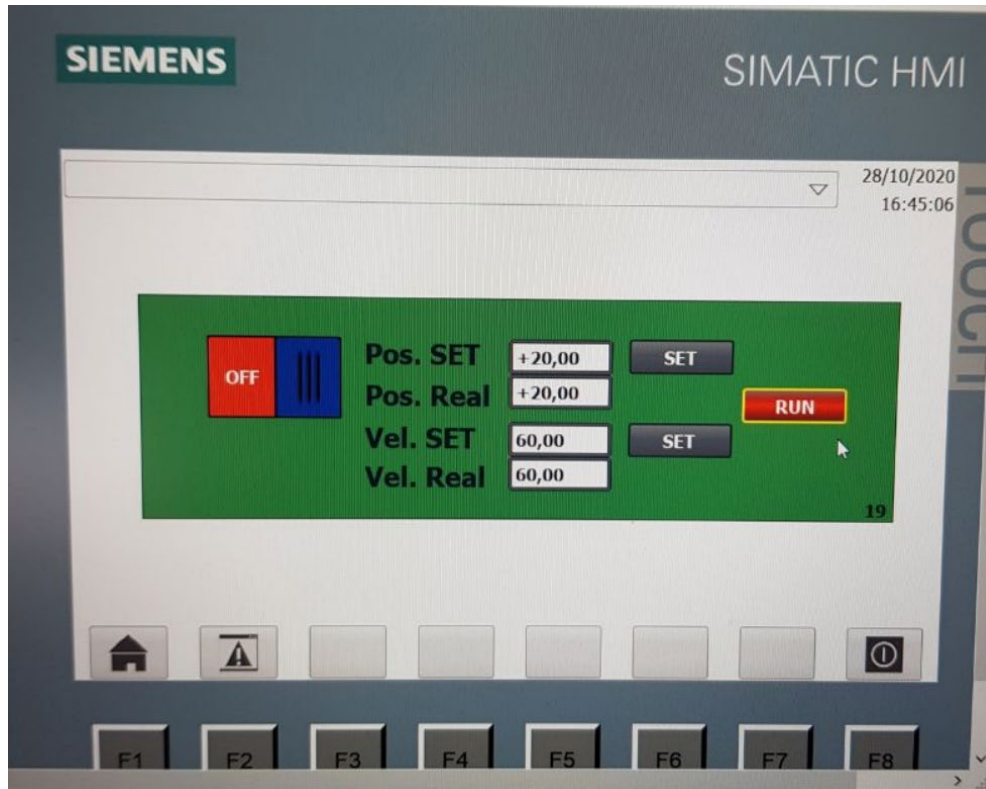 SIEMENS
SIMATIC HMI
28/10/2020
16:45:06
TOUCH
OFF
Pos. SET +20,00 SET
Pos. Real +20,00
RUN
Vel. SET 60,00 SET
Vel. Real 60,00
19
F1 F2 F3 F4 F5 F6 F7 F8